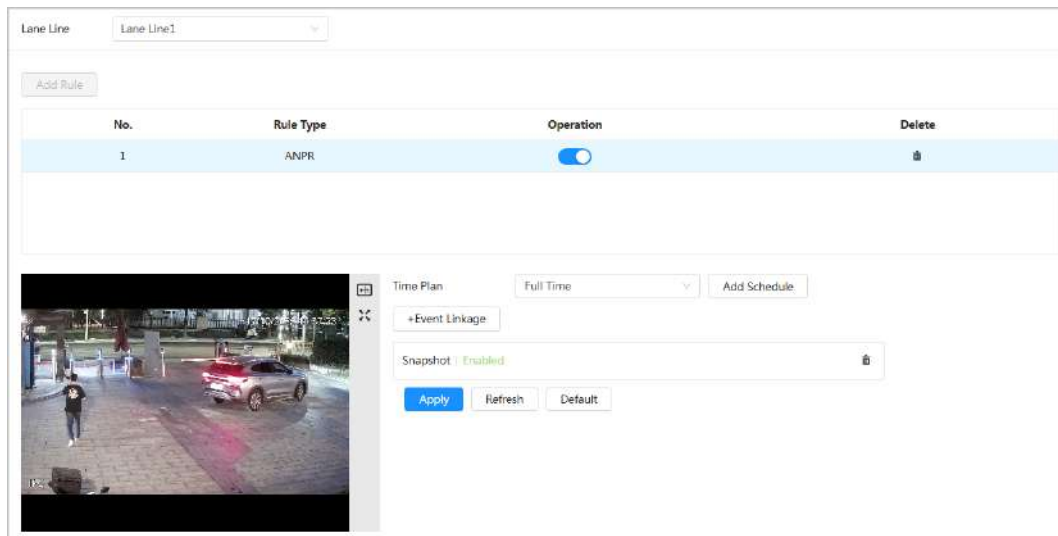 Lane Line
Lane Line1
Add Rule
No. Rule Type Operation Delete
1 ANPR
Time Plan
Full Time
Add Schedule
+Event Linkage
Snapshot | Enabled
Apply
Refresh
Default